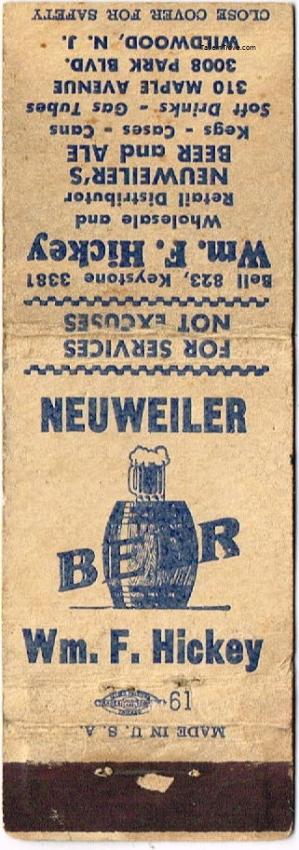 NEUWEILER
BEER
Wm. F. Hickey
61
MADE IN U. S. A.
FOR SERVICES
NOT EXCUSES
Bell 823, Keystone 3381
Wm. F. Hickey
Wholesale and
Retail Distributor
NEUWEILER'S
BEER and ALE
Kegs - Cases - Cans
Soft Drinks - Gas Tubes
310 MAPLE AVENUE
3008 PARK BLVD.
WILDWOOD, N. J.
CLOSE COVER FOR SAFETY